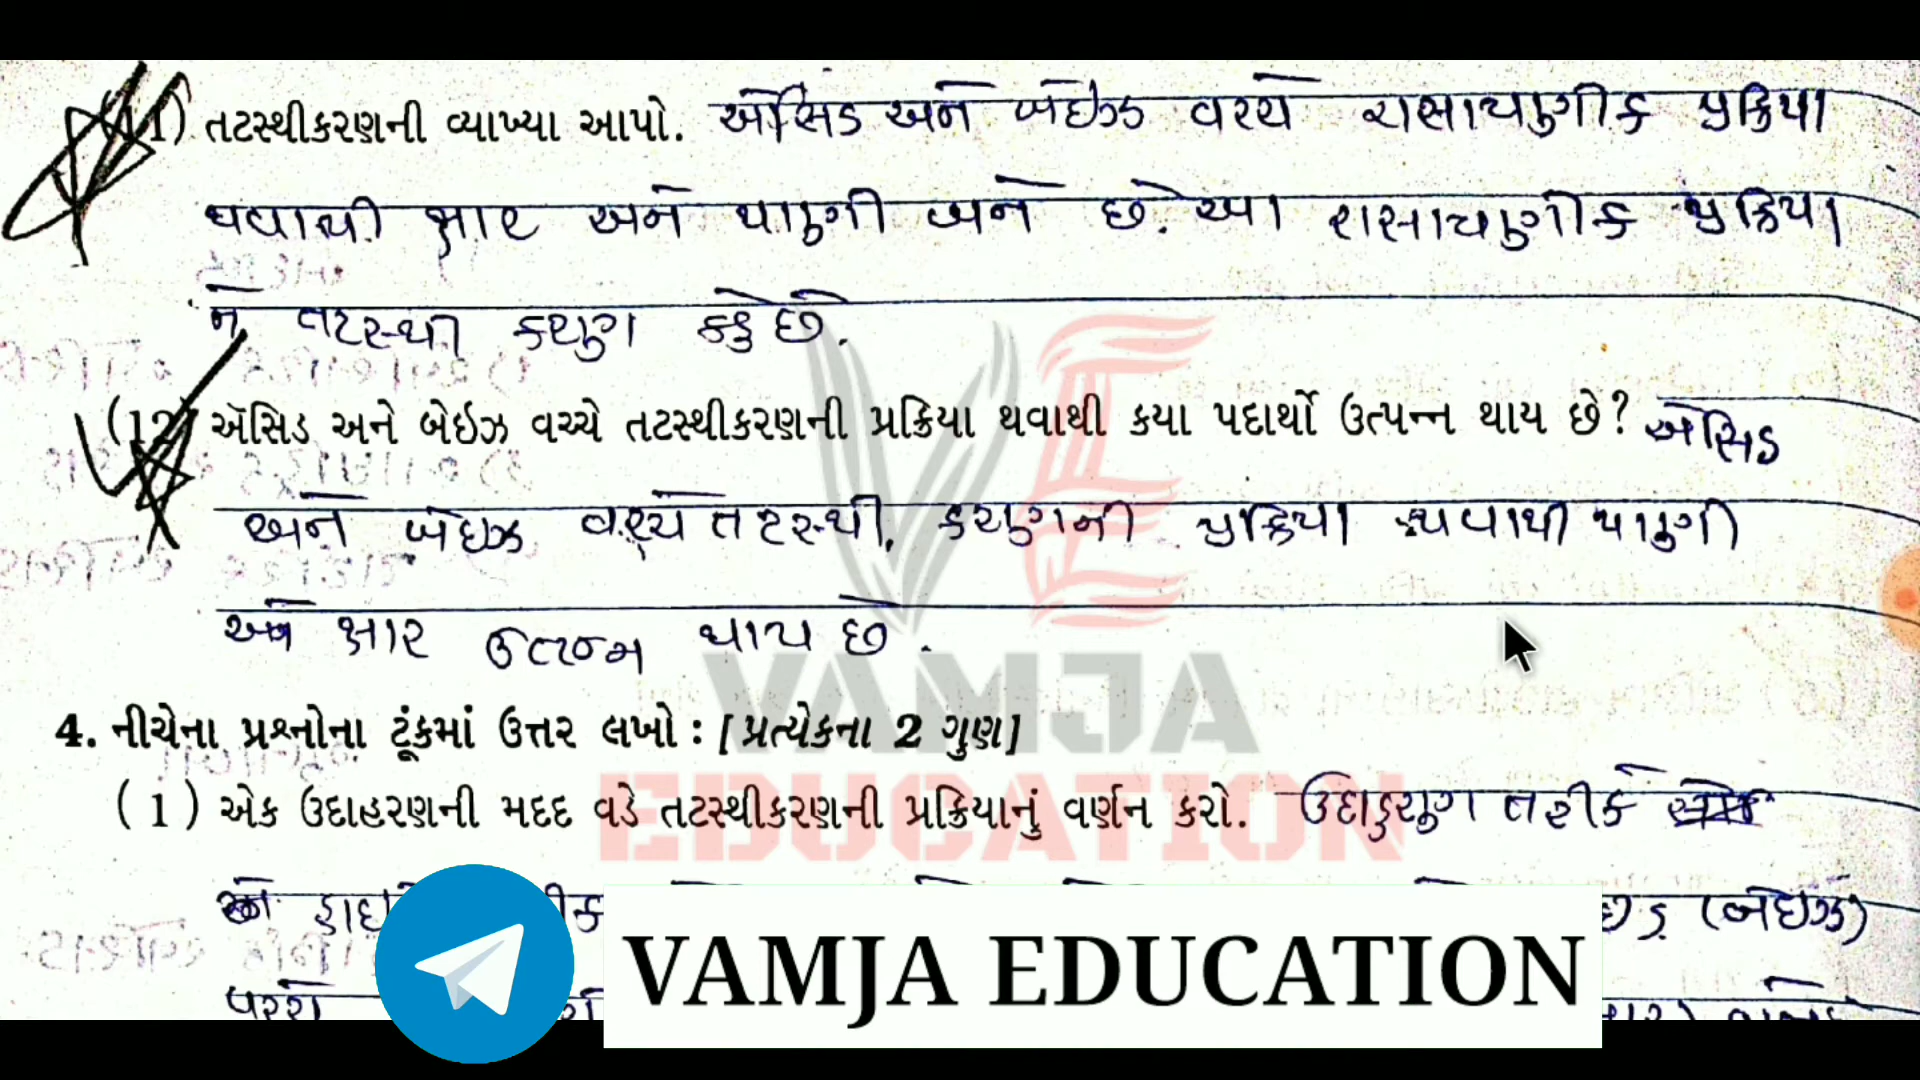 (11) તટસ્થીકરણની વ્યાખ્યા આપો. ઍસિડ અને બેઇઝ વચ્ચે રાસાયણીક પ્રક્રિયા
થવાથી ક્ષાર અને પાણી બને છે. આ રાસાયણીક પ્રક્રિયા
ને તટસ્થી કરણ કહે છે.
(12) ઍસિડ અને બેઇઝ વચ્ચે તટસ્થીકરણની પ્રક્રિયા થવાથી કયા પદાર્થો ઉત્પન્ન થાય છે? ઍસિડ
અને બેઇઝ વચ્ચે તટસ્થી કરણની પ્રક્રિયા થવાથી પાણી
અને ક્ષાર ઉત્પન્ન થાય છે.
VE
VAMJA
EDUCATION
4. નીચેના પ્રશ્નોના ટૂંકમાં ઉત્તર લખો : [પ્રત્યેકના 2 ગુણ]
(1) એક ઉદાહરણની મદદ વડે તટસ્થીકરણની પ્રક્રિયાનું વર્ણન કરો. ઉદાહરણ તરીકે
(બેઇઝ)
VAMJA EDUCATION